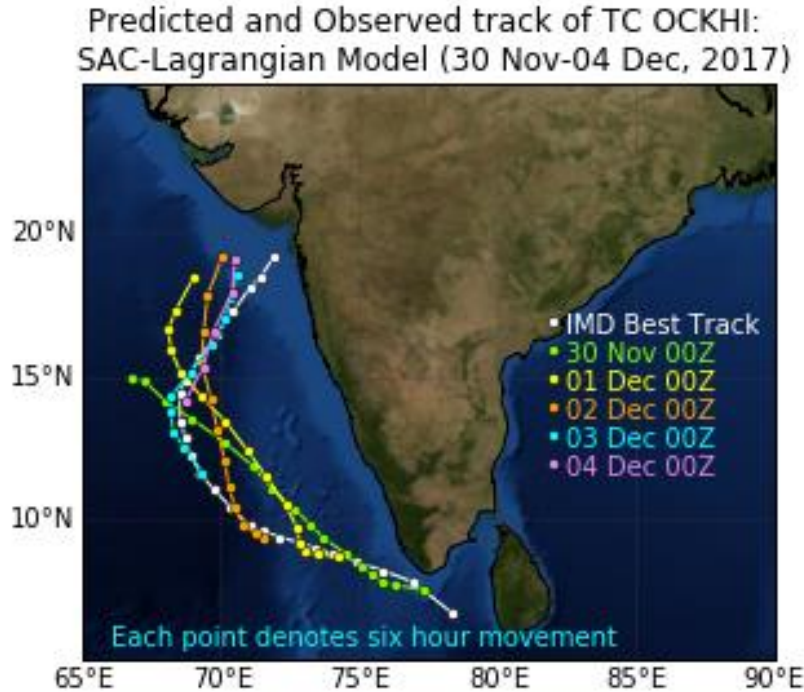 Predicted and Observed track of TC OCKHI:
SAC-Lagrangian Model (30 Nov-04 Dec, 2017)
20°N
IMD Best Track
30 Nov 00Z
15°N
01 Dec 00Z
02 Dec 00Z
03 Dec 00Z
04 Dec 00Z
10°N
Each point denotes six hour movement
65°E 70°E 75°E 80°E 85°E 90°E